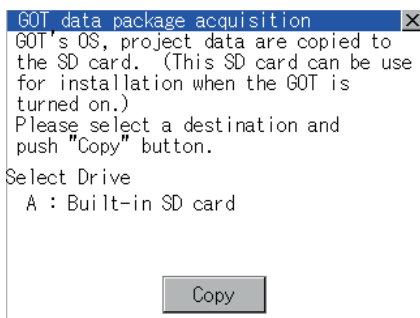 GOT data package acquisition
GOT's OS, project data are copied to
the SD card. (This SD card can be use
for installation when the GOT is
turned on.)
Please select a destination and
push "Copy" button.
Select Drive
A : Built-in SD card
Copy